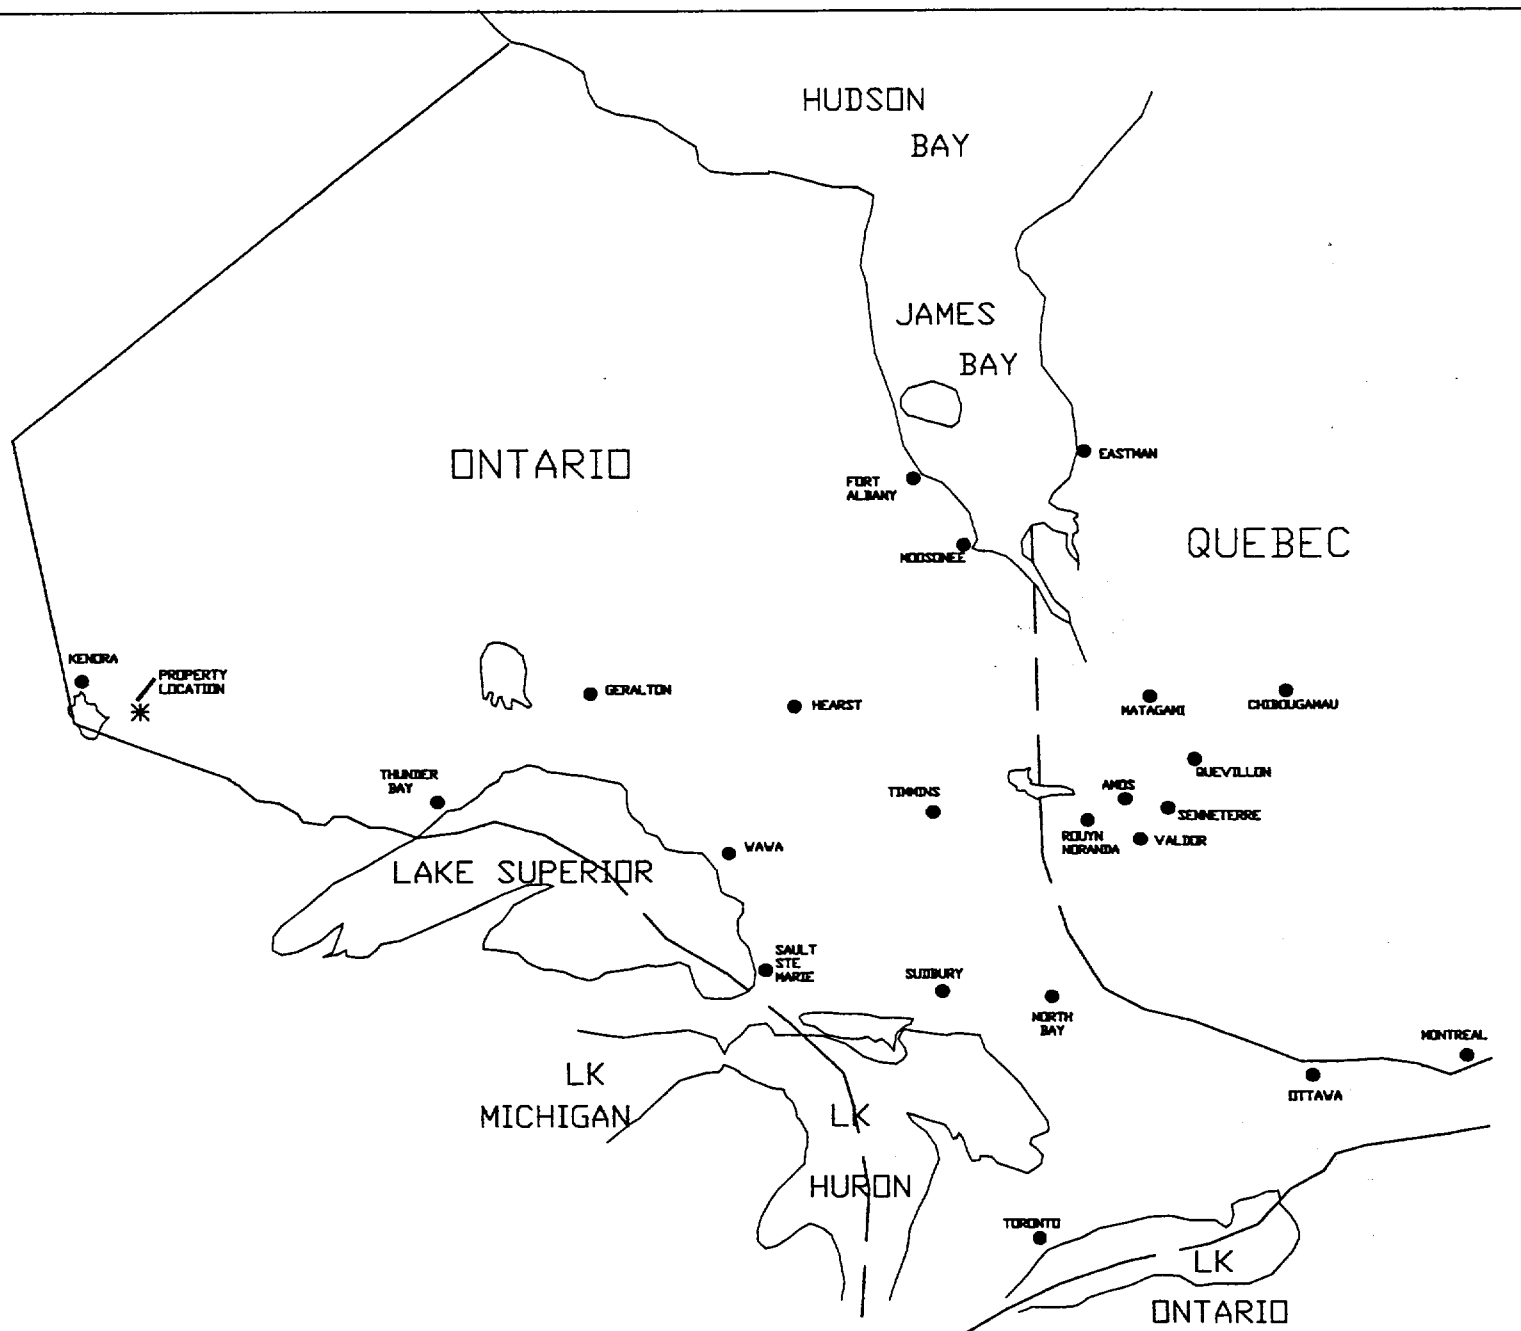 HUDSON
BAY
JAMES
BAY
ONTARIO
EASTMAN
FORT
ALBANY
QUEBEC
MOOSONEE
KENORA
PROPERTY
LOCATION
GERALTON
HEARST
MATAGAMI
CHIBOUGAMAU
QUEVILLON
THUNDER
BAY
TIMMINS
AMOS
SENNETERRE
ROUYN
NORANDA
VALDOR
WAWA
LAKE SUPERIOR
SAULT
STE
MARIE
SUDBURY
NORTH
BAY
MONTREAL
OTTAWA
LK
MICHIGAN
LK
HURON
TORONTO
LK
ONTARIO